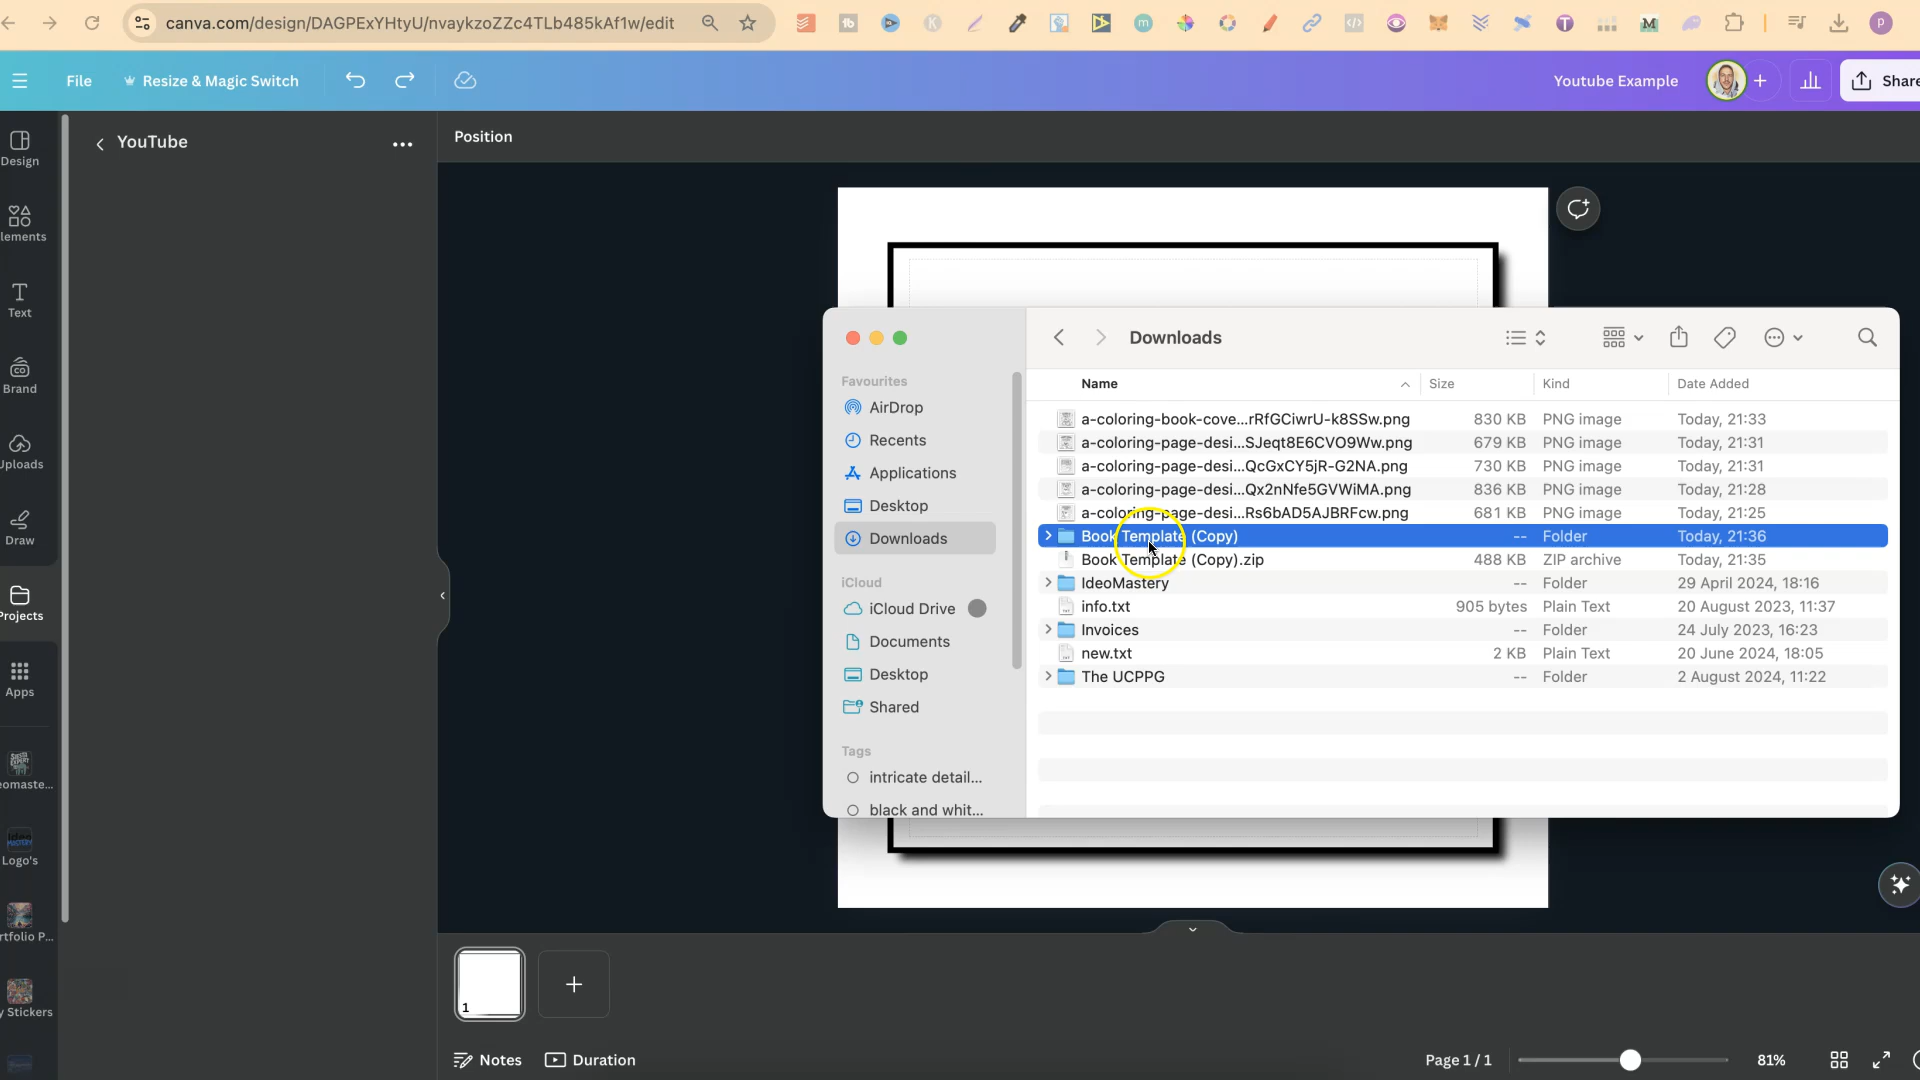 canva.com/design/DAGPExYHtyU/nvaykzoZZc4TLb485kAf1w/edit
File
Resize & Magic Switch
Youtube Example
Share
Design
YouTube
Position
lements
Text
Brand
Uploads
Draw
Projects
Apps
eomaste...
Logo's
rtfolio P...
y Stickers
Downloads
Favourites
AirDrop
Recents
Applications
Desktop
Downloads
iCloud
iCloud Drive
Documents
Desktop
Shared
Tags
intricate detail...
black and whit...
Name Size Kind Date Added
a-coloring-book-cove...rRfGCiwrU-k8SSw.png 830 KB PNG image Today, 21:33
a-coloring-page-desi...SJeqt8E6CVO9Ww.png 679 KB PNG image Today, 21:31
a-coloring-page-desi...QcGxCY5jR-G2NA.png 730 KB PNG image Today, 21:31
a-coloring-page-desi...Qx2nNfe5GVWiMA.png 836 KB PNG image Today, 21:28
a-coloring-page-desi...Rs6bAD5AJBRFcw.png 681 KB PNG image Today, 21:25
Book Template (Copy) -- Folder Today, 21:36
Book Template (Copy).zip 488 KB ZIP archive Today, 21:35
IdeoMastery -- Folder 29 April 2024, 18:16
info.txt 905 bytes Plain Text 20 August 2023, 11:37
Invoices -- Folder 24 July 2023, 16:23
new.txt 2 KB Plain Text 20 June 2024, 18:05
The UCPPG -- Folder 2 August 2024, 11:22
1
Notes
Duration
Page 1 / 1
81%